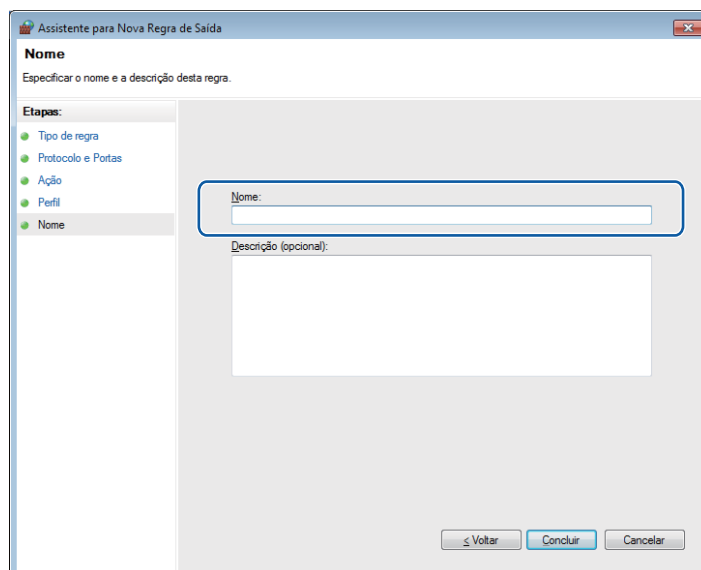 Assistente para Nova Regra de Saída
Nome
Especificar o nome e a descrição desta regra.
Etapas:
Tipo de regra
Protocolo e Portas
Ação
Perfil
Nome
Nome:
Descrição (opcional):
< Voltar
Concluir
Cancelar